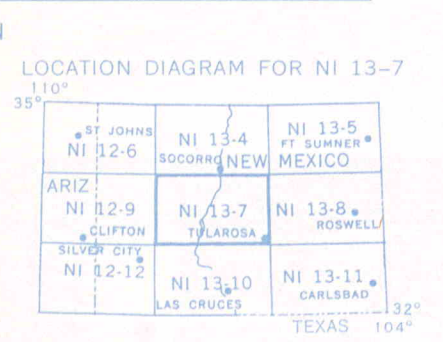 LOCATION DIAGRAM FOR NI 13-7
110°
35°
ST JOHNS
NI 12-6
NI 13-4
SOCORRO
NI 13-5
FT SUMNER
NEW MEXICO
ARIZ
NI 12-9
CLIFTON
NI 13-7
TULAROSA
NI 13-8
ROSWELL
SILVER CITY
NI 12-12
NI 13-10
LAS CRUCES
NI 13-11
CARLSBAD
32°
TEXAS 104°